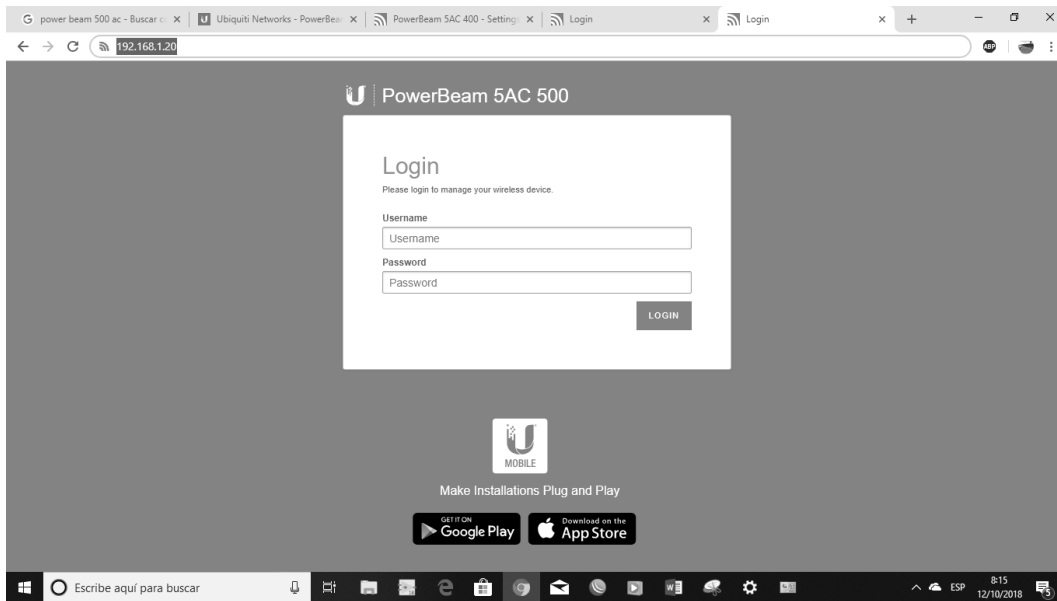 power beam 500 ac - Buscar c
Ubiquiti Networks - PowerBea
PowerBeam 5AC 400 - Setting
Login
Login
192.168.1.20
ABP
PowerBeam 5AC 500
Login
Please login to manage your wireless device.
Username
Username
Password
Password
LOGIN
MOBILE
Make Installations Plug and Play
GET IT ON
Google Play
Download on the
App Store
Escribe aquí para buscar
ESP
8:15
12/10/2018
5